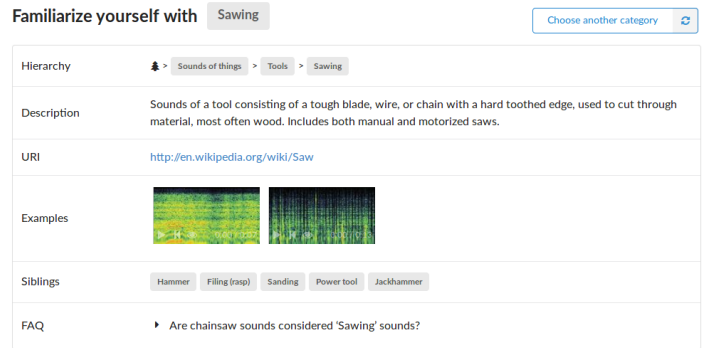 Familiarize yourself with Sawing
Choose another category
Hierarchy > Sounds of things > Tools > Sawing
Description Sounds of a tool consisting of a tough blade, wire, or chain with a hard toothed edge, used to cut through
material, most often wood. Includes both manual and motorized saws.
URI http://en.wikipedia.org/wiki/Saw
Examples
Siblings Hammer Filing (rasp) Sanding Power tool Jackhammer
FAQ Are chainsaw sounds considered ‘Sawing’ sounds?